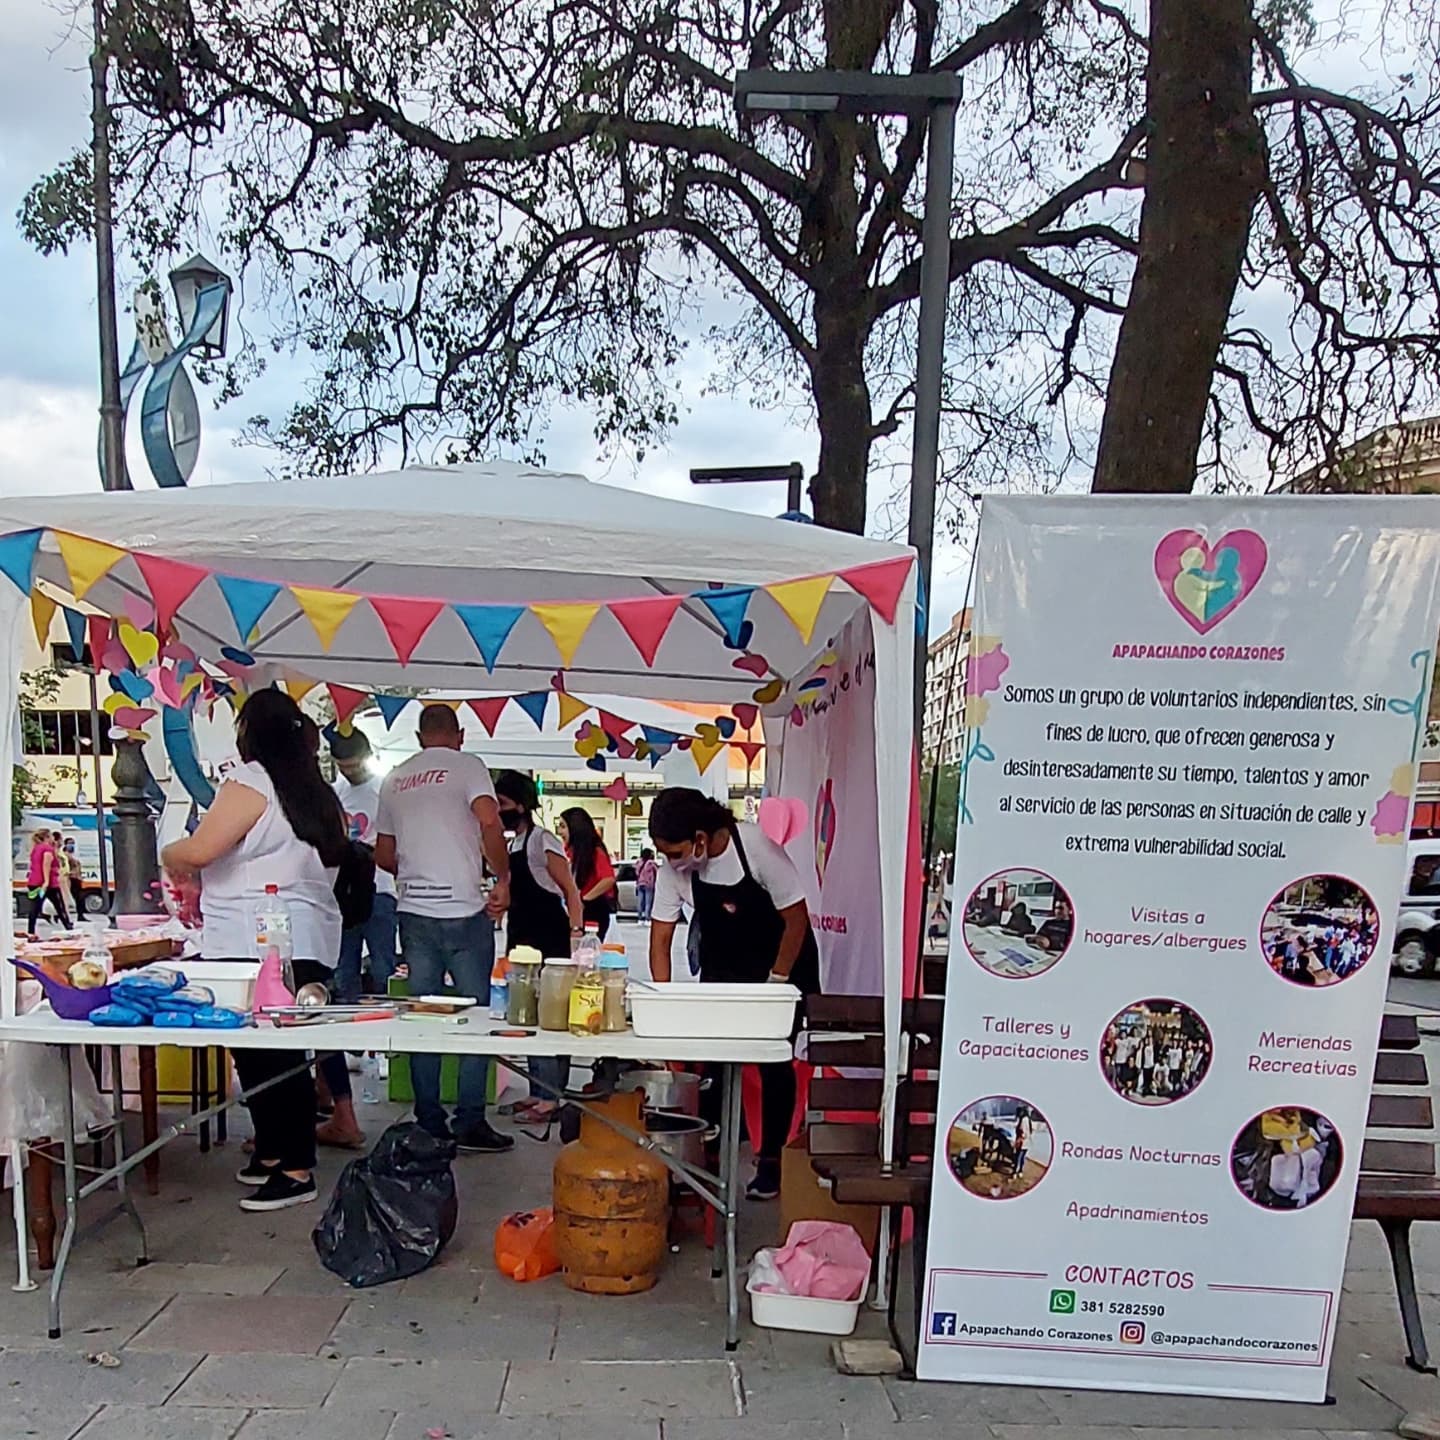 SUMATE
APAPACHANDO CORAZONES
Somos un grupo de voluntarios independientes, sin
fines de lucro, que ofrecen generosa y
desinteresadamente su tiempo, talentos y amor
al servicio de las personas en situación de calle y
extrema vulnerabilidad social.
Visitas a
hogares/albergues
Talleres y
Capacitaciones
Meriendas
Recreativas
Rondas Nocturnas
Apadrinamientos
CONTACTOS
381 5282590
Apapachando Corazones
@apapachandocorazones